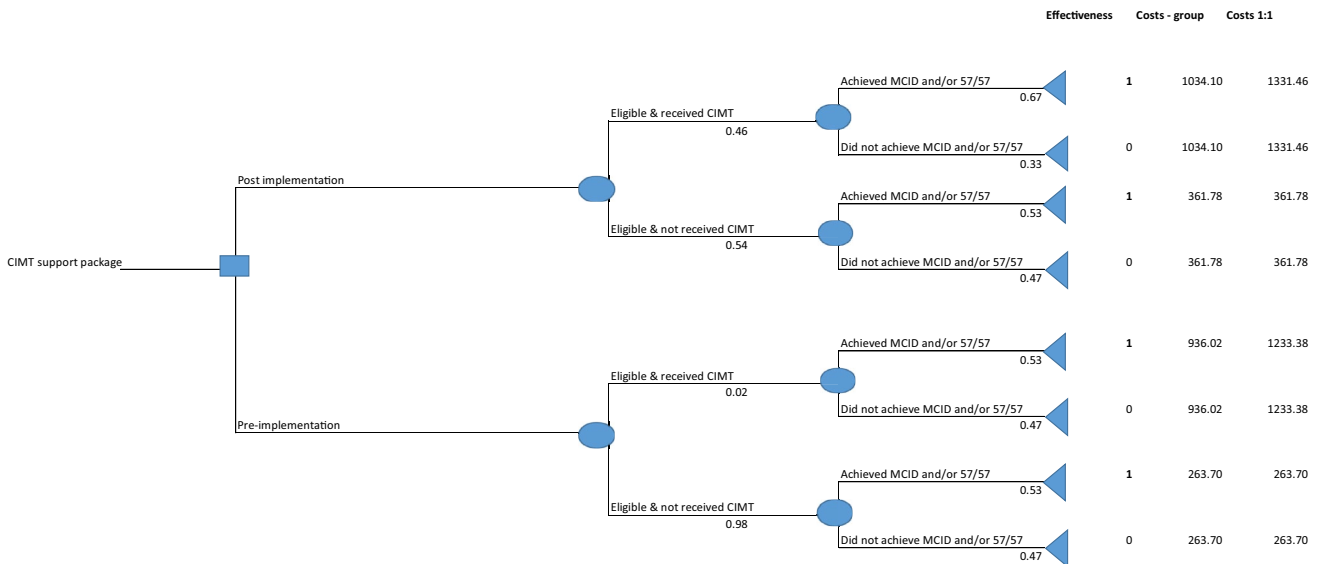 Effectiveness Costs - group Costs 1:1
Achieved MCID and/or 57/57 1 1034.10 1331.46
0.67
Eligible & received CIMT
0.46
Did not achieve MCID and/or 57/57 0 1034.10 1331.46
0.33
Post implementation
Achieved MCID and/or 57/57 1 361.78 361.78
0.53
Eligible & not received CIMT
0.54
Did not achieve MCID and/or 57/57 0 361.78 361.78
0.47
CIMT support package
Achieved MCID and/or 57/57 1 936.02 1233.38
0.53
Eligible & received CIMT
0.02
Did not achieve MCID and/or 57/57 0 936.02 1233.38
0.47
Pre-implementation
Achieved MCID and/or 57/57 1 263.70 263.70
0.53
Eligible & not received CIMT
0.98
Did not achieve MCID and/or 57/57 0 263.70 263.70
0.47